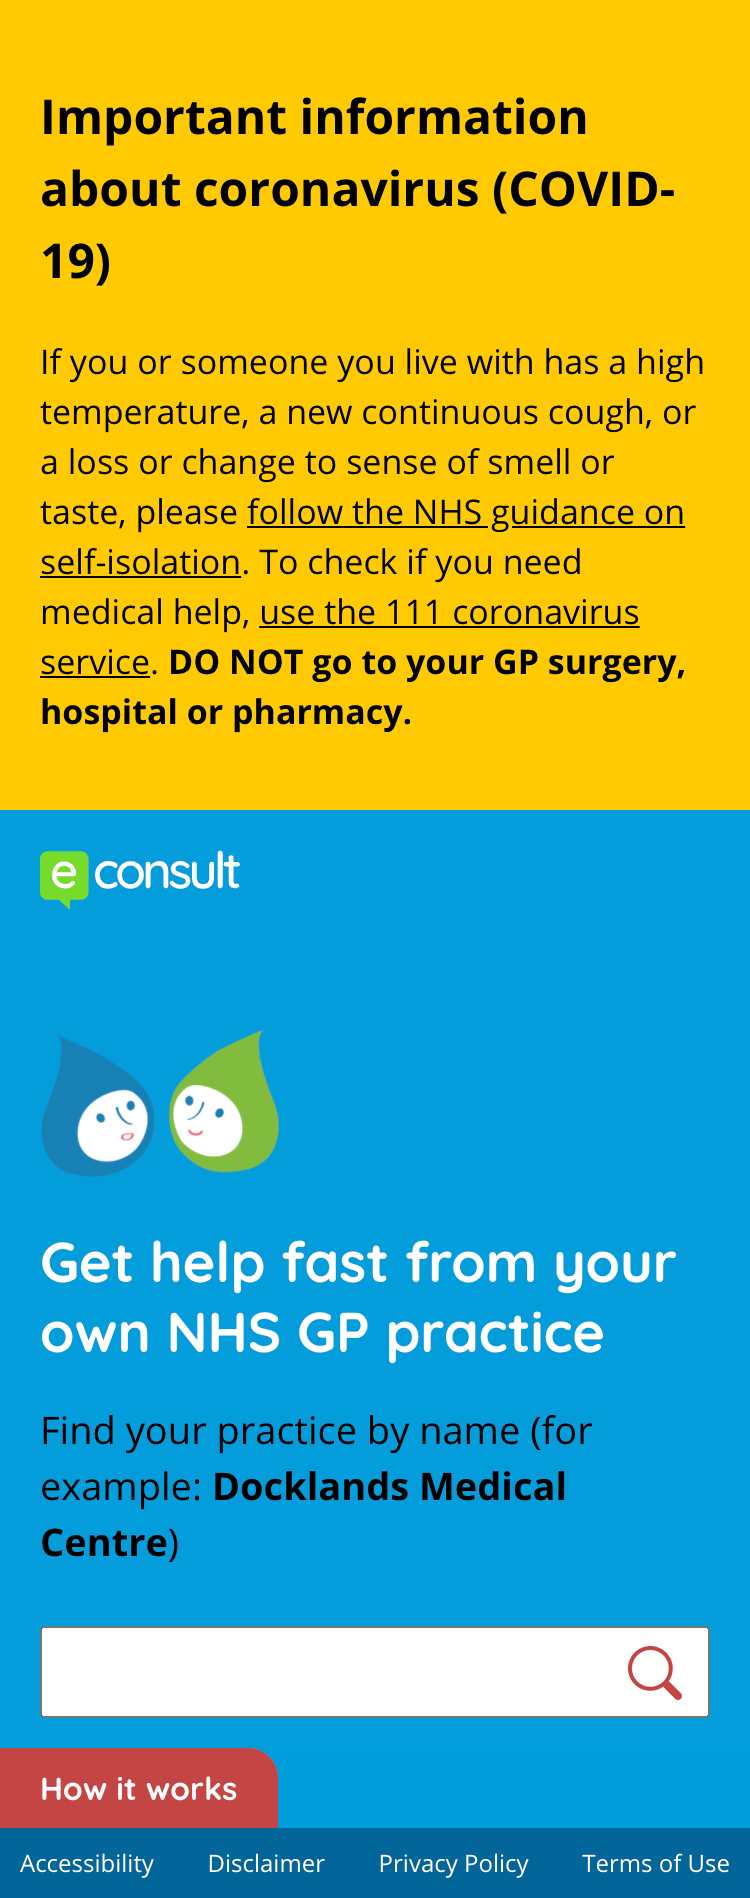 Important information
about coronavirus (COVID-
19)
If you or someone you live with has a high
temperature, a new continuous cough, or
a loss or change to sense of smell or
taste, please follow the NHS guidance on
self-isolation. To check if you need
medical help, use the 111 coronavirus
service. DO NOT go to your GP surgery,
hospital or pharmacy.
e consult
Get help fast from your
own NHS GP practice
Find your practice by name (for
example: Docklands Medical
Centre)
How it works
Accessibility Disclaimer Privacy Policy Terms of Use